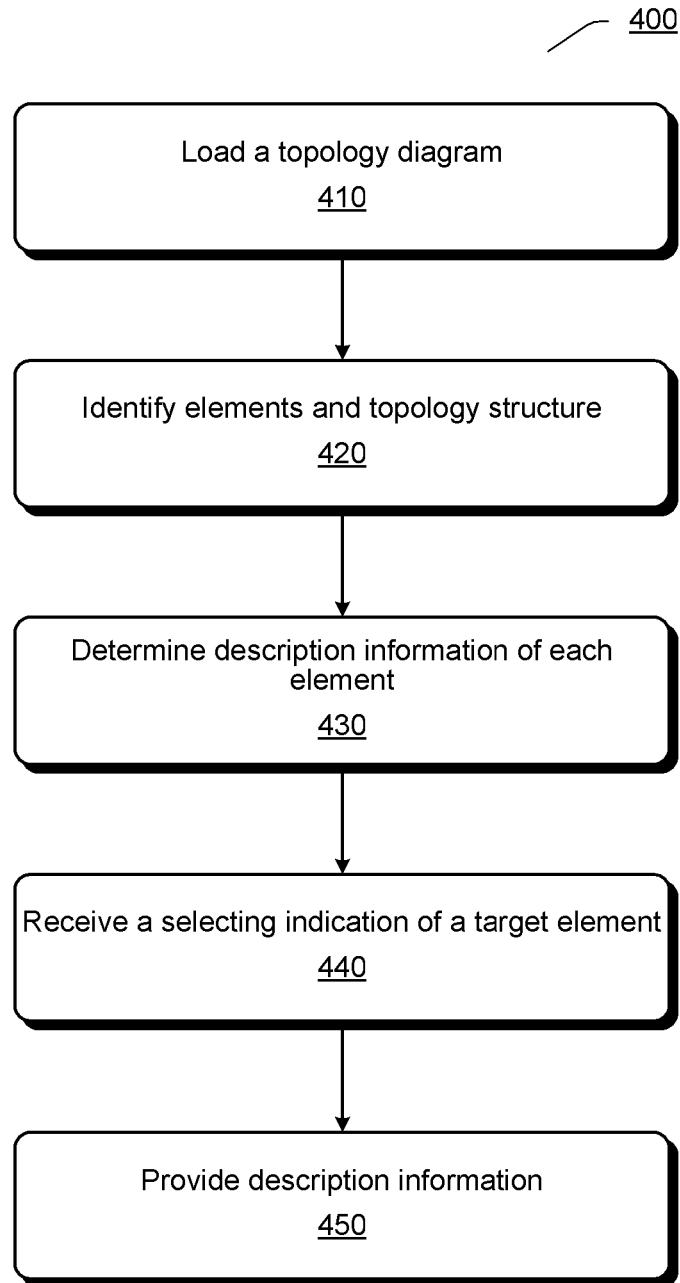 400
Load a topology diagram
410
Identify elements and topology structure
420
Determine description information of each
element
430
Receive a selecting indication of a target element
440
Provide description information
450